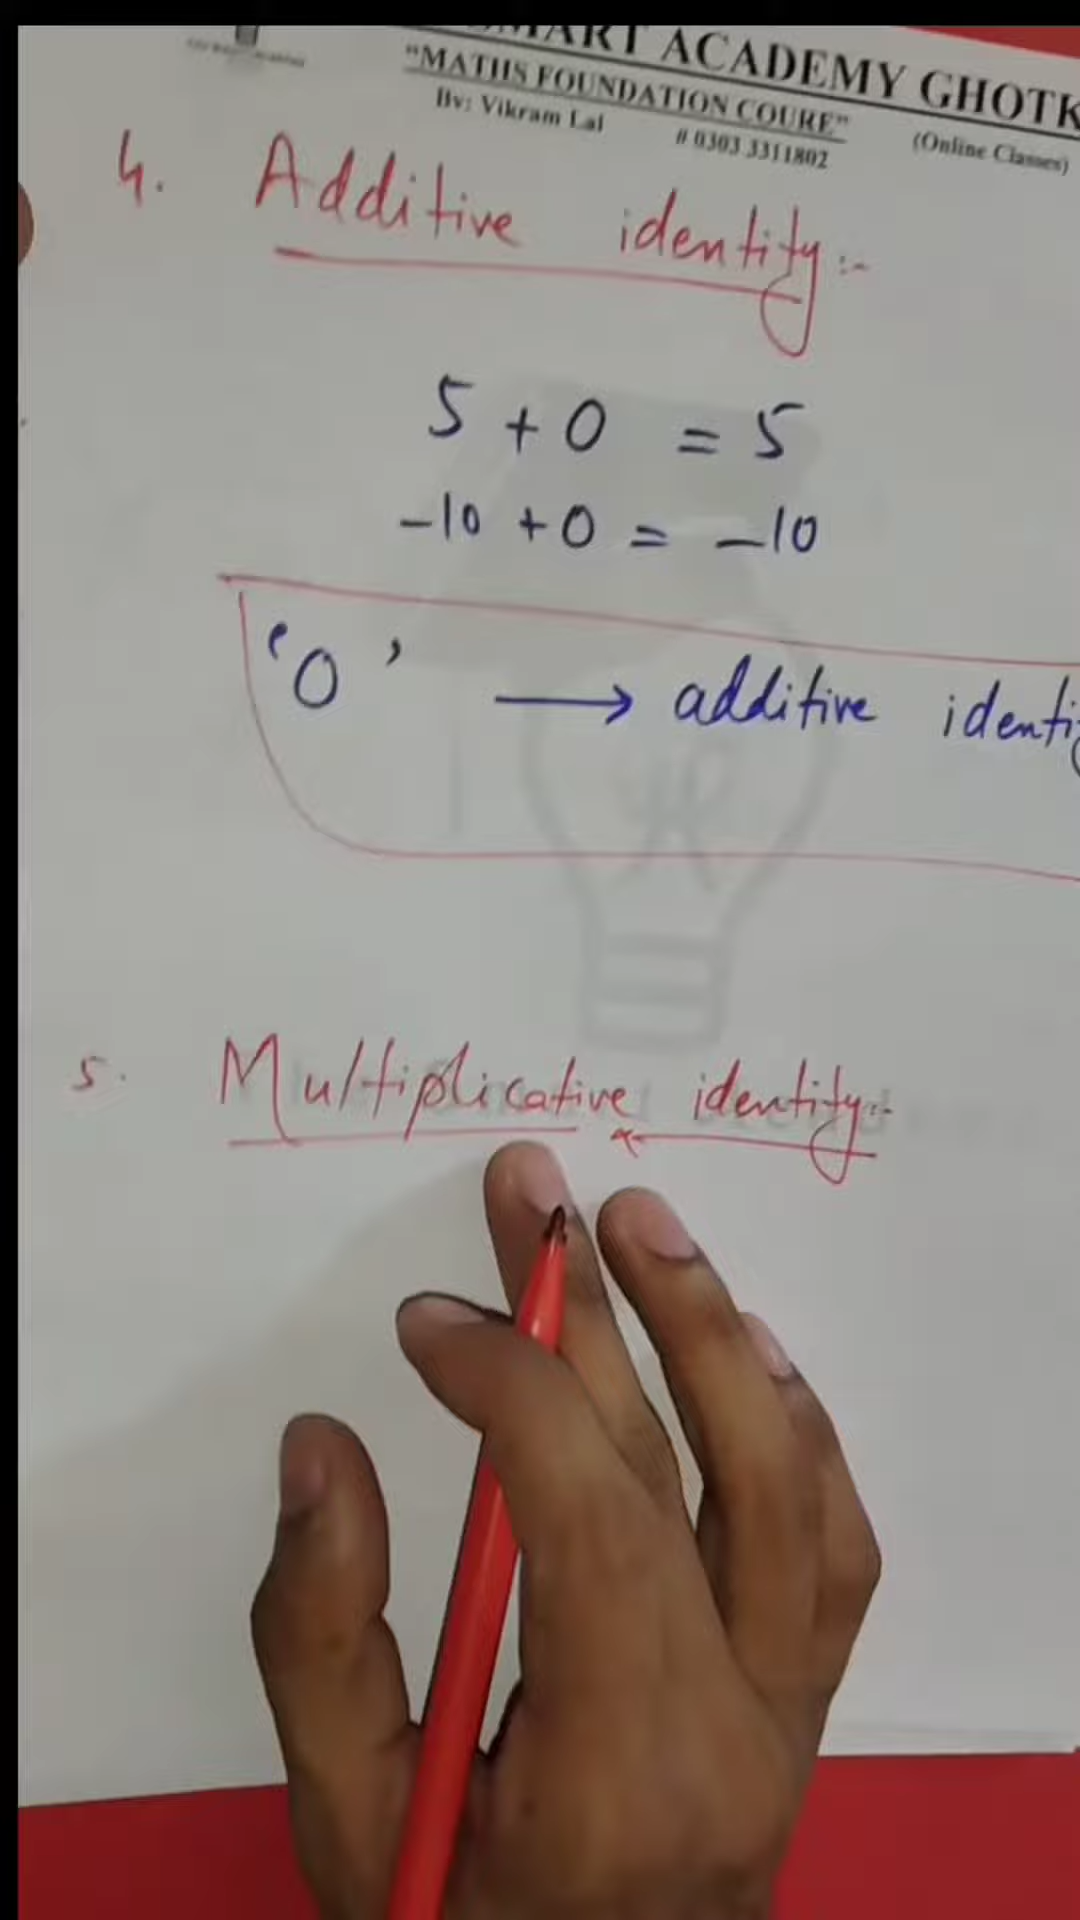 SMART ACADEMY GHOTK
"MATHS FOUNDATION COURE"
By: Vikram Lal # 0303 3311802 (Online Classes)
4. Additive identity:-
5 + 0 = 5
-10 + 0 = -10
'0' → additive identi
5. Multiplicative identity:-